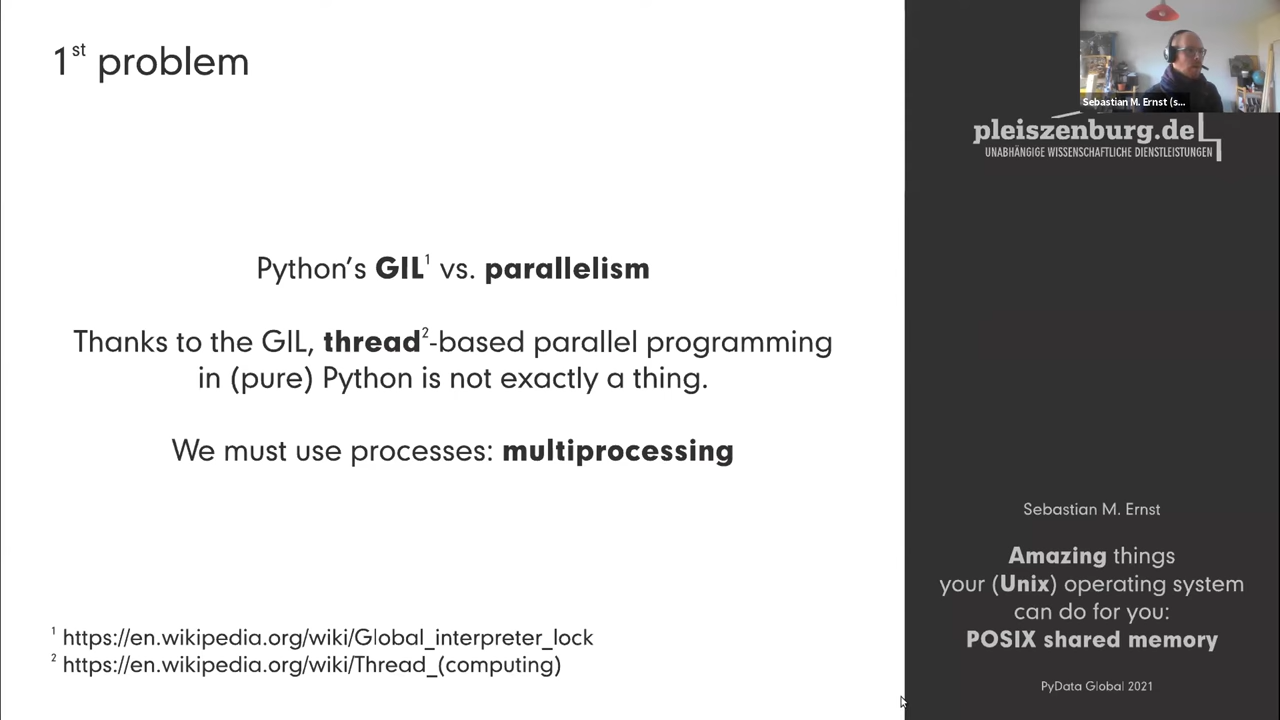 1st problem
Python's GIL1 vs. parallelism
Thanks to the GIL, thread2-based parallel programming
in (pure) Python is not exactly a thing.
We must use processes: multiprocessing
1 https://en.wikipedia.org/wiki/Global_interpreter_lock
2 https://en.wikipedia.org/wiki/Thread_(computing)
Sebastian M. Ernst (s...
pleiszenburg.de
UNABHÄNGIGE WISSENSCHAFTLICHE DIENSTLEISTUNGEN
Sebastian M. Ernst
Amazing things
your (Unix) operating system
can do for you:
POSIX shared memory
PyData Global 2021